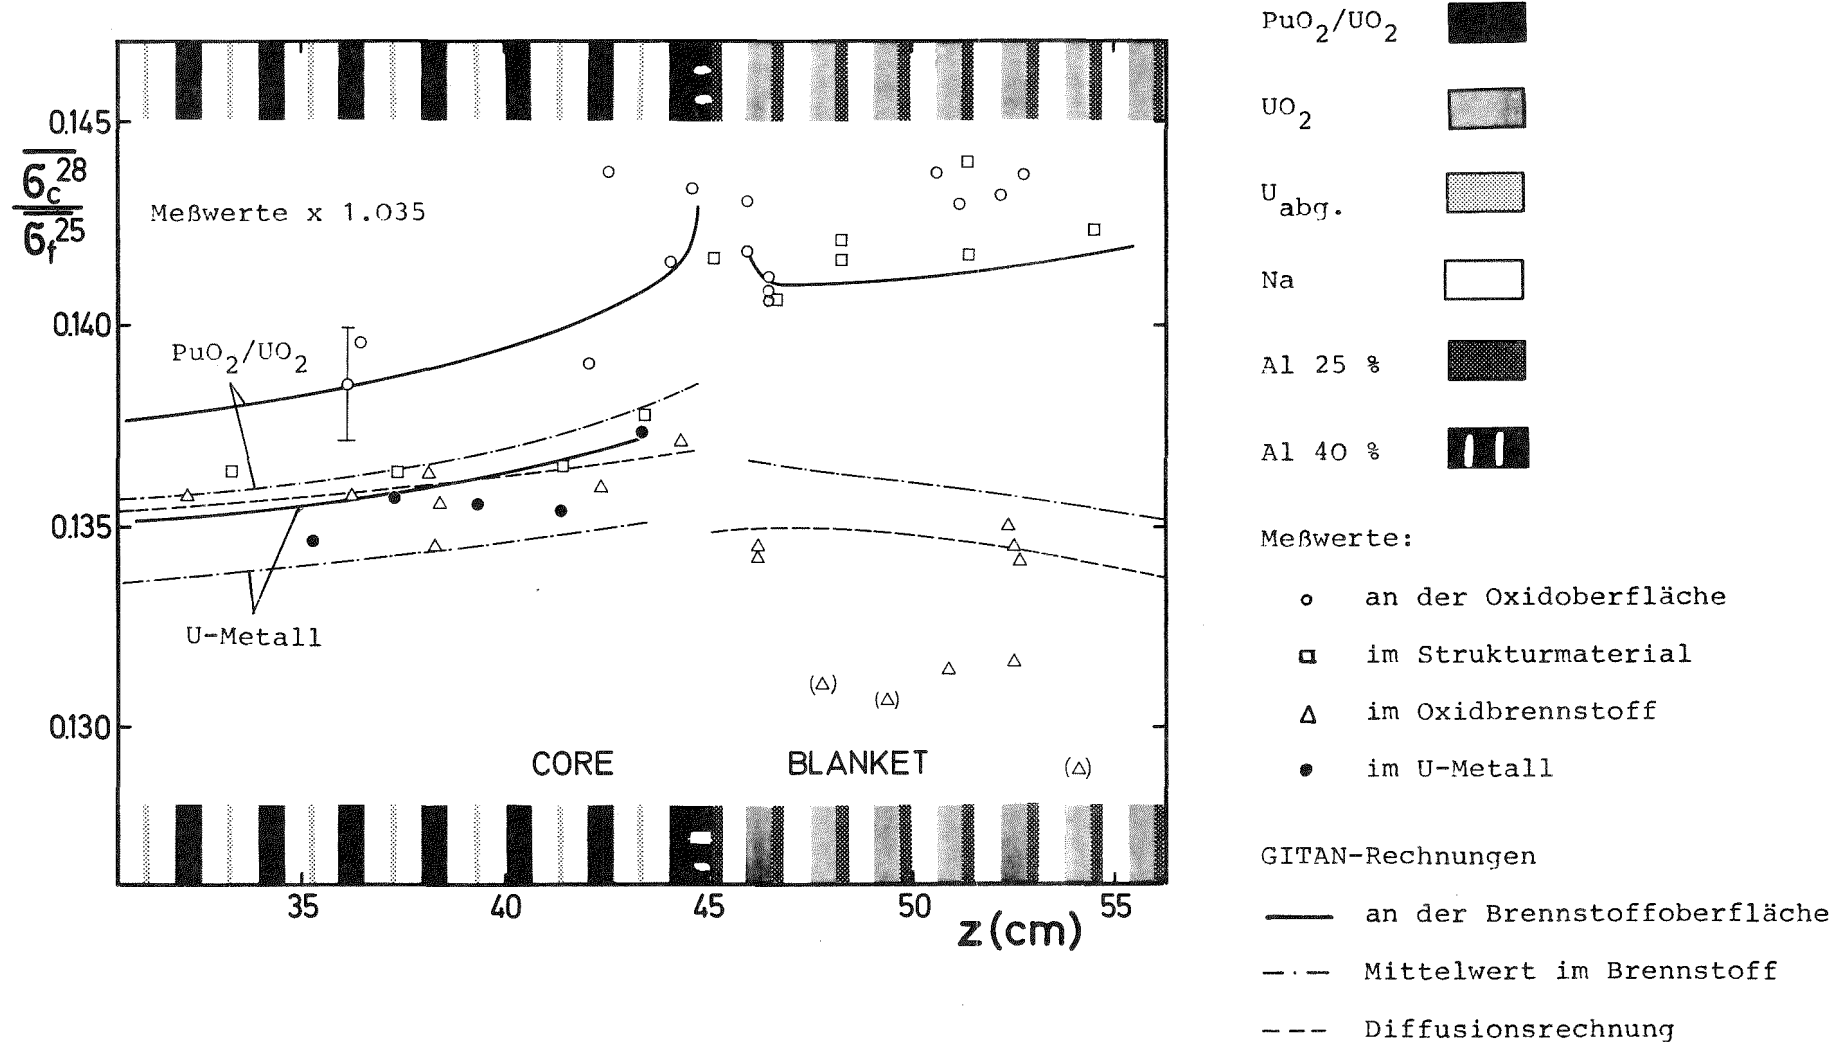 0.145
0.140
0.135
0.130
σc28
σf25
Meßwerte x 1.035
PuO2/UO2
U-Metall
CORE
BLANKET
(Δ) (Δ)
(Δ)
35 40 45 50 55
z (cm)
PuO2/UO2
UO2
Uabg.
Na
Al 25 %
Al 40 %
Meßwerte:
o an der Oxidoberfläche
□ im Strukturmaterial
Δ im Oxidbrennstoff
● im U-Metall
GITAN-Rechnungen
— an der Brennstoffoberfläche
—·— Mittelwert im Brennstoff
--- Diffusionsrechnung